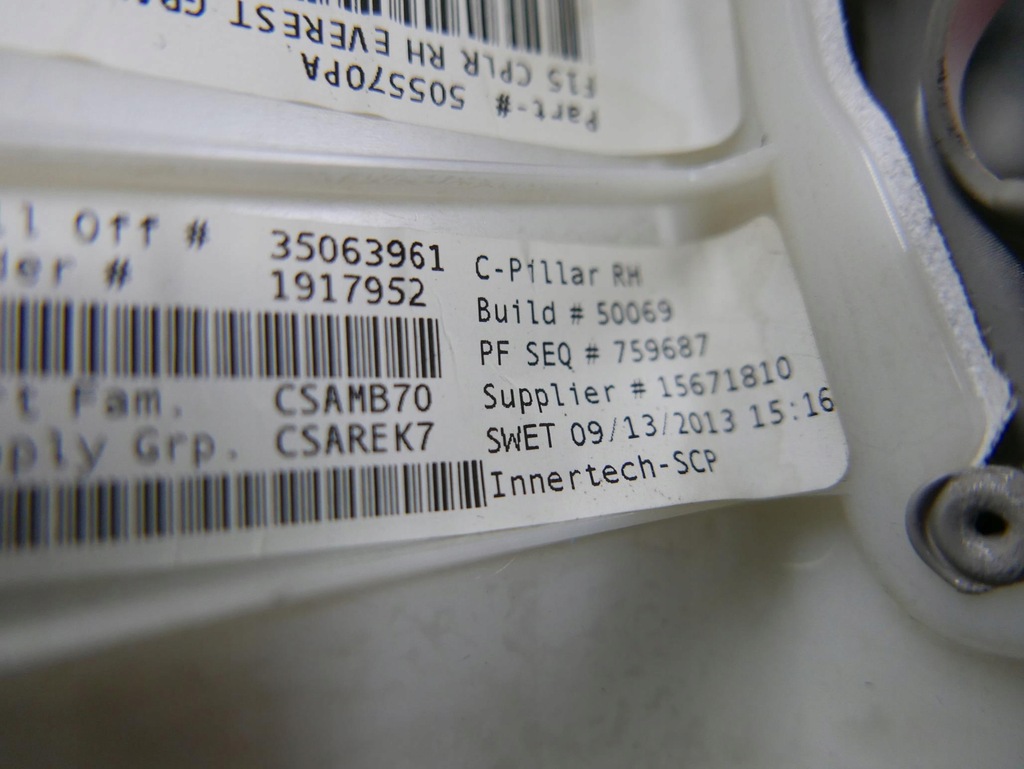 Part-# 505570PA
F15 CPLR RH EVEREST
Off # 35063961
# 1917952
Fam. CSAMB70
Grp. CSAREK7
C-Pillar RH
Build # 50069
PF SEQ # 759687
Supplier # 15671810
SWET 09/13/2013 15:16
Innertech-SCP